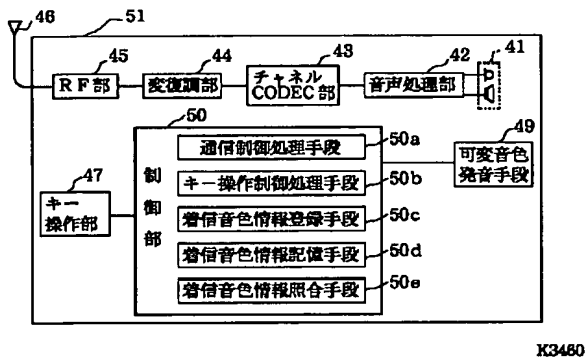 46
51
45
44
43
42
41
RF部
変復調部
チャネル
CODEC部
音声処理部
50
49
通信制御処理手段
50a
可変音色
発音手段
47
キー
操作部
制御部
キー操作制御処理手段
50b
着信音色情報登録手段
50c
着信音色情報記憶手段
50d
着信音色情報照合手段
50e
K3460